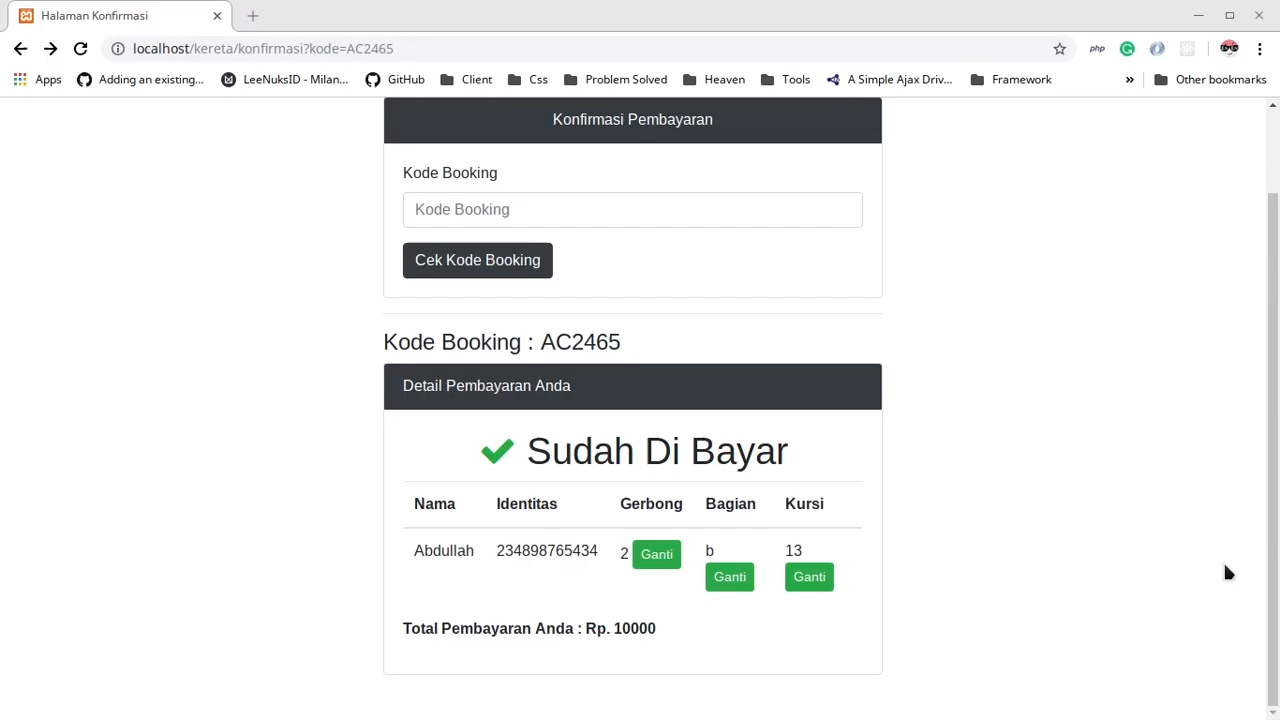 Halaman Konfirmasi
localhost/kereta/konfirmasi?kode=AC2465
php
Apps Adding an existing... LeeNuksID - Milan... GitHub Client Css Problem Solved Heaven Tools A Simple Ajax Driv... Framework » Other bookmarks
Konfirmasi Pembayaran
Kode Booking
Kode Booking
Cek Kode Booking
Kode Booking : AC2465
Detail Pembayaran Anda
Sudah Di Bayar
Nama Identitas Gerbong Bagian Kursi
Abdullah 234898765434 2 Ganti b 13
Ganti Ganti
Total Pembayaran Anda : Rp. 10000